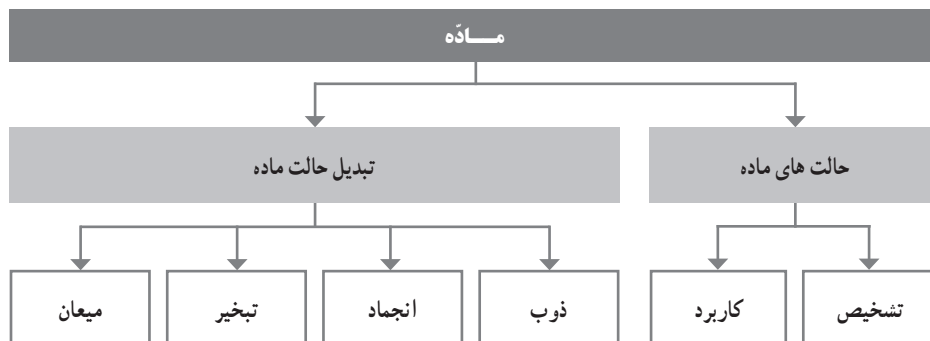 مـــادّه
حالت های ماده
تبدیل حالت ماده
تشخیص
کاربرد
ذوب
انجماد
تبخیر
میعان